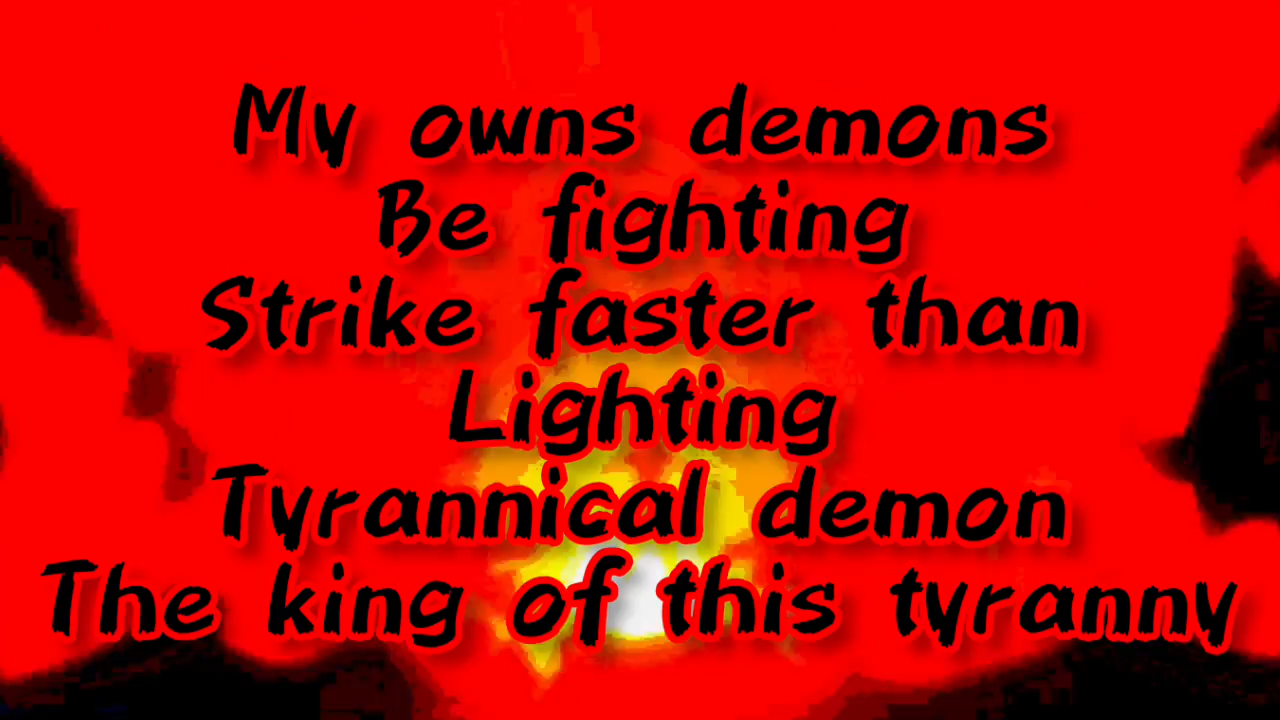 My owns demons
Be fighting
Strike faster than
Lighting
Tyrannical demon
The king of this tyranny